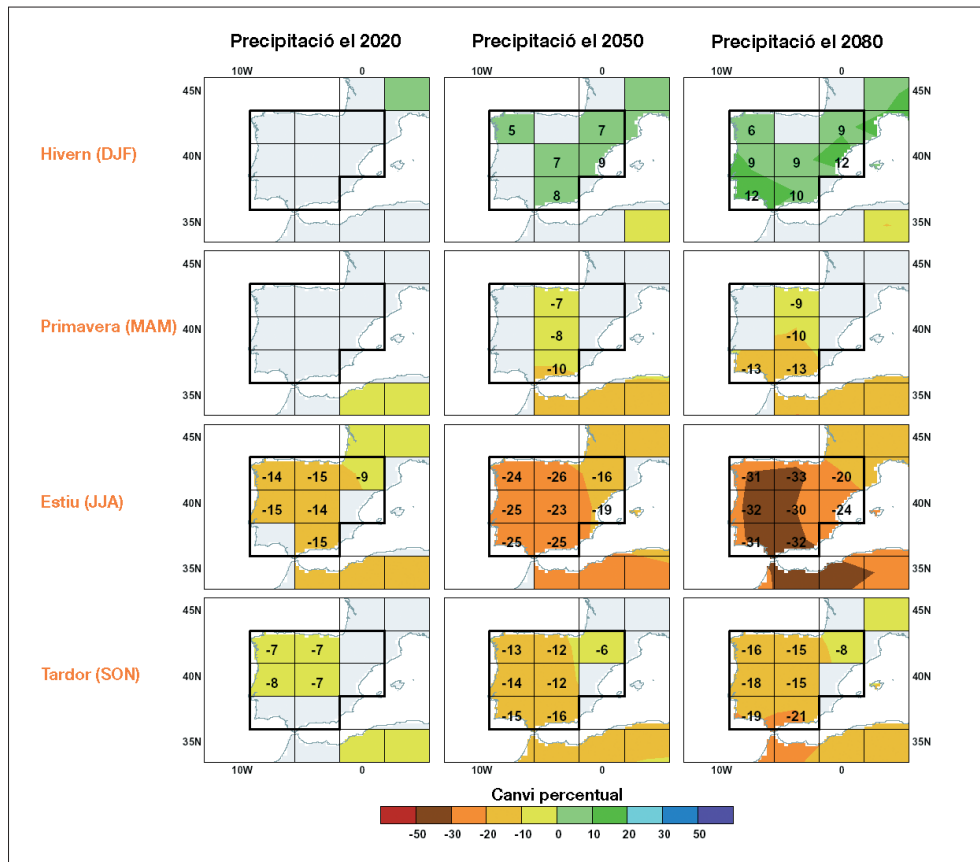 Precipitació el 2020 Precipitació el 2050 Precipitació el 2080
10W 0 10W 0 10W 0
45N 45N
Hivern (DJF)
5 7 6 9
40N 7 9 9 9 12 40N
8 12 10
35N 35N
45N 45N
Primavera (MAM)
-7 -9
40N -8 -10 40N
-10 -13 -13
35N 35N
45N 45N
Estiu (JJA)
-14 -15 -9 -24 -26 -16 -31 -33 -20
40N -15 -14 -25 -23 -19 -32 -30 -24 40N
-15 -25 -25 -31 -32
35N 35N
45N 45N
Tardor (SON)
-7 -7 -13 -12 -6 -16 -15 -8
40N -8 -7 -14 -12 -18 -15 40N
-15 -16 -19 -21
35N 35N
10W 0 10W 0 10W 0
Canvi percentual
-50 -30 -20 -10 0 10 20 30 50